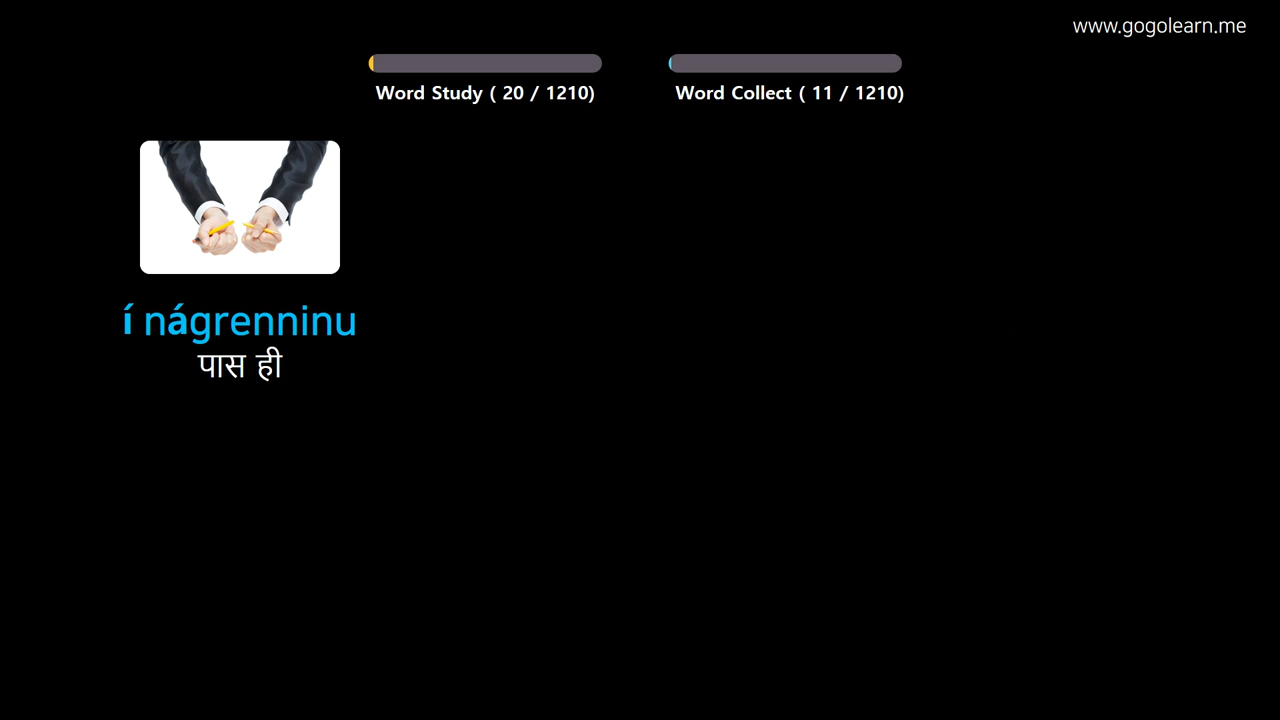 www.gogolearn.me
Word Study ( 20 / 1210)
Word Collect ( 11 / 1210)
í nágrenninu
पास ही